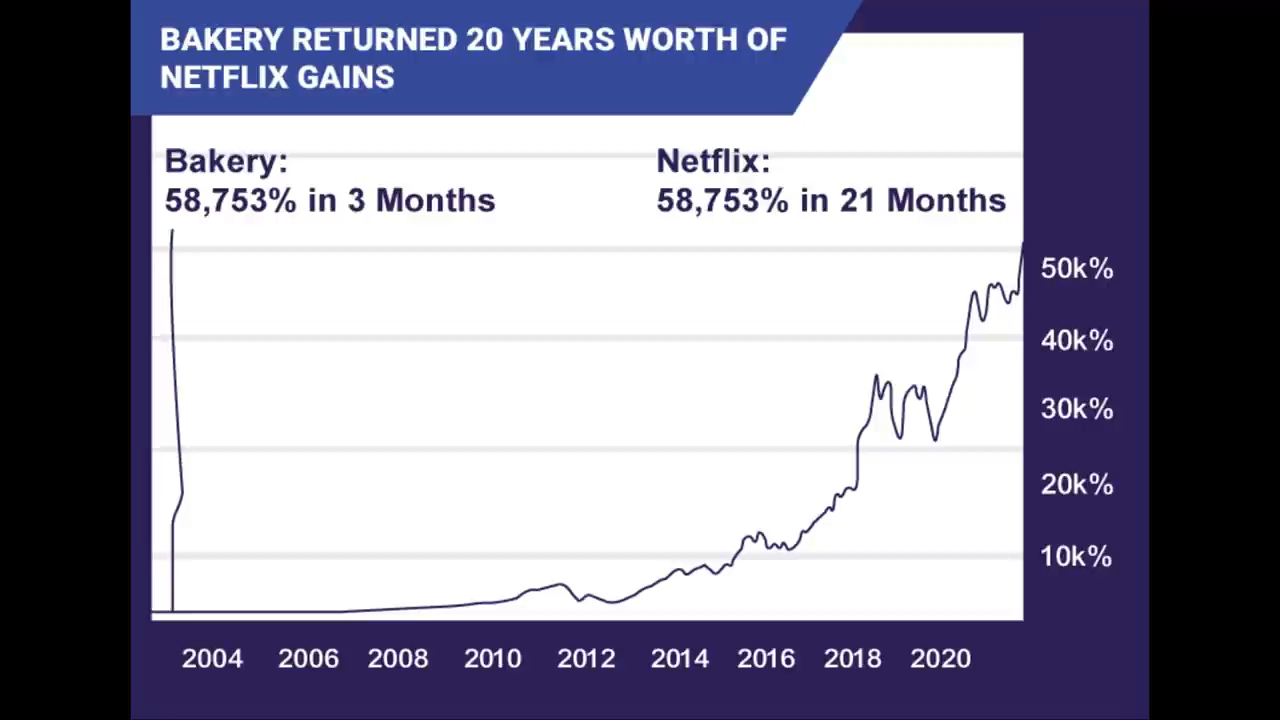 BAKERY RETURNED 20 YEARS WORTH OF
NETFLIX GAINS
Bakery:
58,753% in 3 Months
Netflix:
58,753% in 21 Months
50k%
40k%
30k%
20k%
10k%
2004 2006 2008 2010 2012 2014 2016 2018 2020